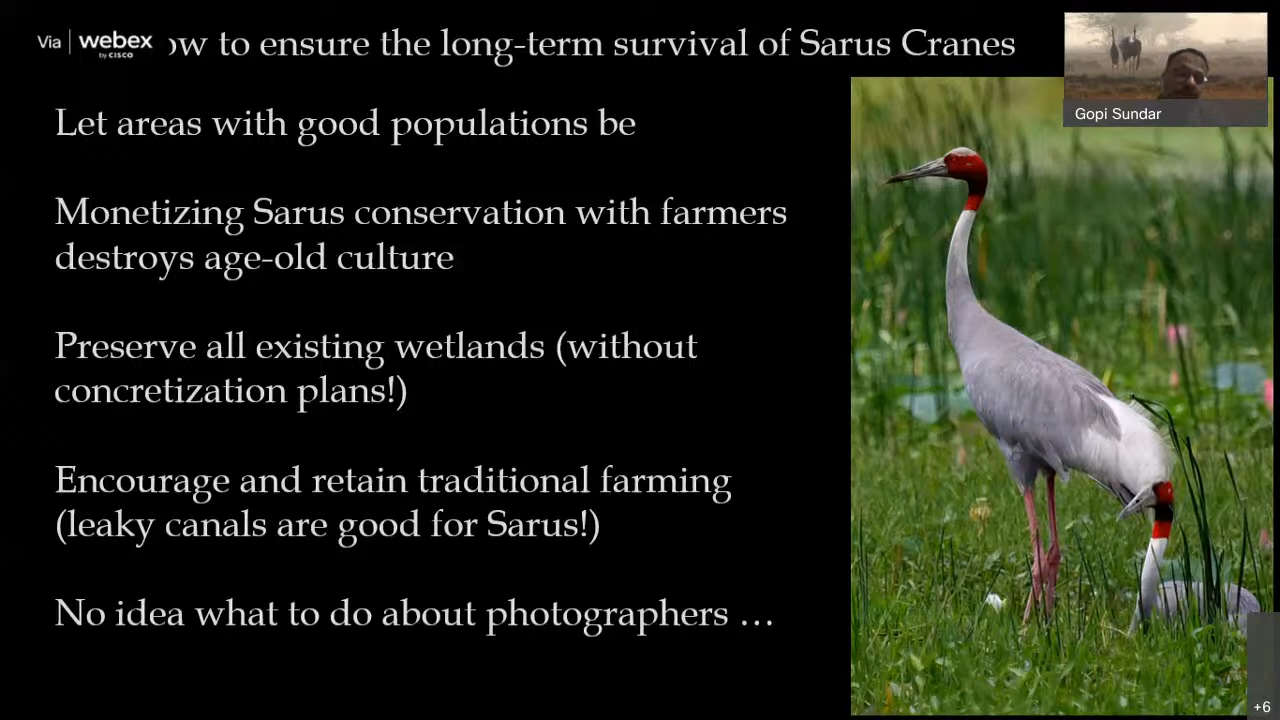 Via webex
by CISCO
ow to ensure the long-term survival of Sarus Cranes
Gopi Sundar
Let areas with good populations be
Monetizing Sarus conservation with farmers
destroys age-old culture
Preserve all existing wetlands (without
concretization plans!)
Encourage and retain traditional farming
(leaky canals are good for Sarus!)
No idea what to do about photographers …
+6